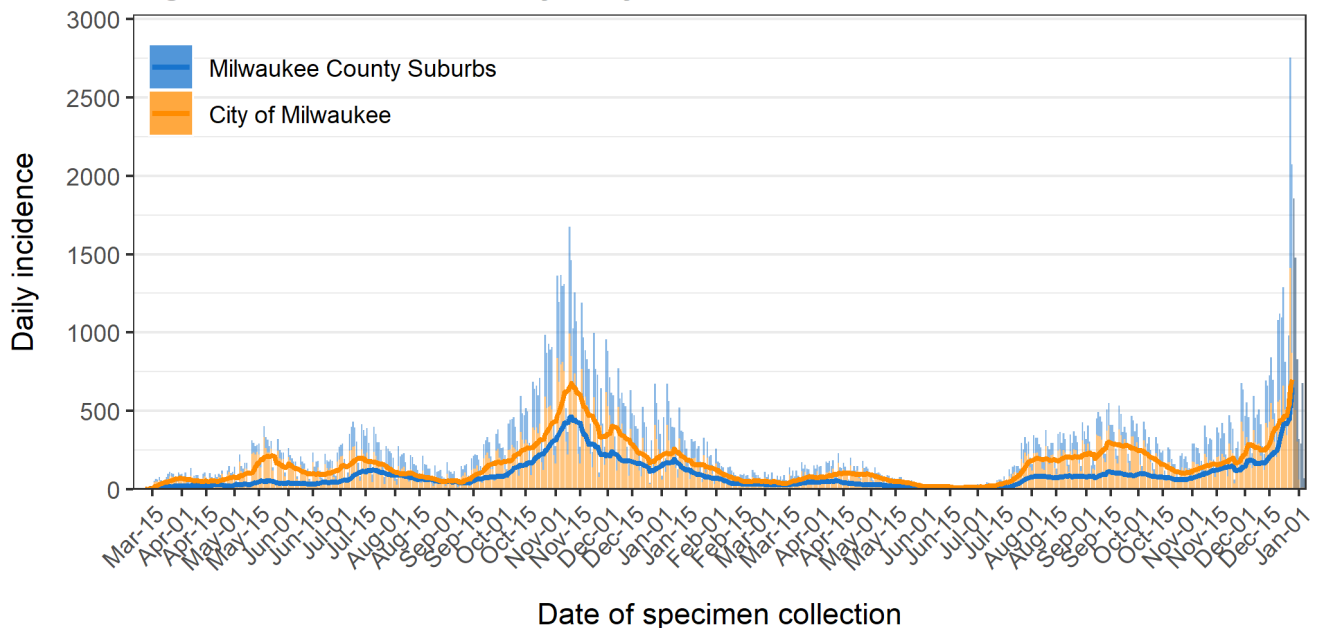 3000
2500
2000
1500
1000
500
0
Daily incidence
Milwaukee County Suburbs
City of Milwaukee
Mar-15
Apr-01
Apr-15
May-01
May-15
Jun-01
Jun-15
Jul-01
Jul-15
Aug-01
Aug-15
Sep-01
Sep-15
Oct-01
Oct-15
Nov-01
Nov-15
Dec-01
Dec-15
Jan-01
Jan-15
Feb-01
Feb-15
Mar-01
Mar-15
Apr-01
Apr-15
May-01
May-15
Jun-01
Jun-15
Jul-01
Jul-15
Aug-01
Aug-15
Sep-01
Sep-15
Oct-01
Oct-15
Nov-01
Nov-15
Dec-01
Dec-15
Jan-01
Date of specimen collection